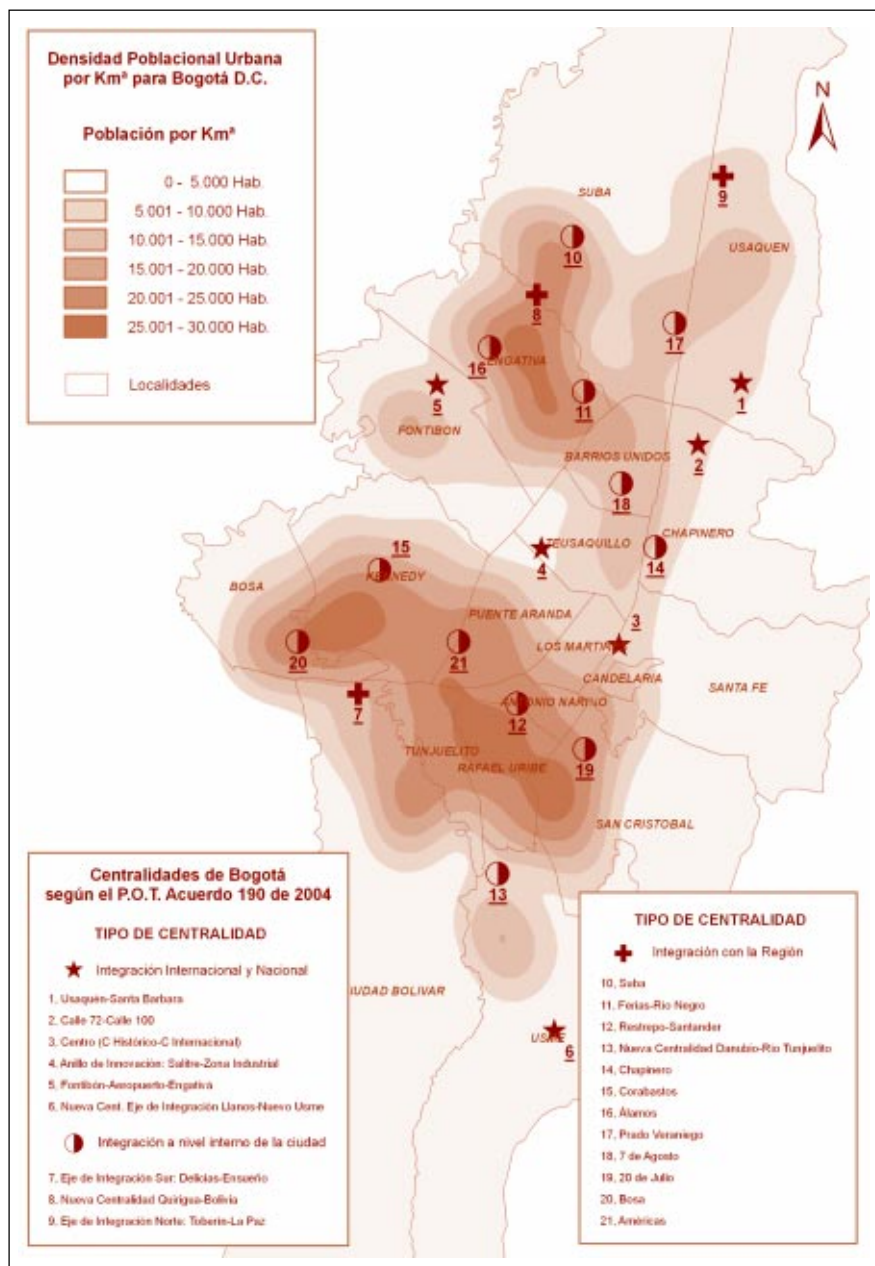 Densidad Poblacional Urbana
por Kmª para Bogotá D.C.
Población por Kmª
0 - 5.000 Hab.
5.001 - 10.000 Hab.
10.001 - 15.000 Hab.
15.001 - 20.000 Hab.
20.001 - 25.000 Hab.
25.001 - 30.000 Hab.
Localidades
N
9
SUBA
USAQUEN
10
8
17
16
ENGATIVA
5
11
1
FONTIBON
2
BARRIOS UNIDOS
18
CHAPINERO
15
TEUSAQUILLO
4
14
BOSA
KENNEDY
PUENTE ARANDA
3
LOS MARTIR
20
21
CANDELARIA
SANTA FE
7
ANTONIO NARIÑO
12
TUNJUELITO
RAFAEL URIBE
19
SAN CRISTOBAL
13
IUDAD BOLIVAR
USME
6
Centralidades de Bogotá
según el P.O.T. Acuerdo 190 de 2004
TIPO DE CENTRALIDAD
Integración Internacional y Nacional
1, Usaquén-Santa Barbara
2, Calle 72-Calle 100
3, Centro (C Histórico-C Internacional)
4, Anillo de Innovación: Salitre-Zona Industrial
5, Fontibón-Aeropuerto-Engativa
6, Nueva Cent. Eje de Integración Llanos-Nuevo Usme
Integración a nivel interno de la ciudad
7, Eje de Integración Sur: Delicias-Ensueño
8, Nueva Centralidad Quirigua-Bolivia
9, Eje de Integración Norte: Toberin-La Paz
TIPO DE CENTRALIDAD
Integración con la Región
10, Suba
11, Ferias-Rio Negro
12, Restrepo-Santander
13, Nueva Centralidad Danubio-Rio Tunjuelito
14, Chapinero
15, Corabastos
16, Álamos
17, Prado Veraniego
18, 7 de Agosto
19, 20 de Julio
20, Bosa
21, Américas